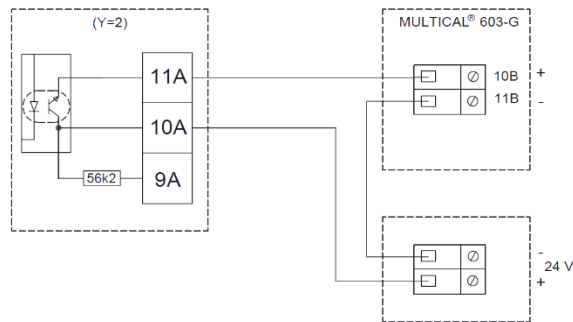 (Y=2)
11A
10A
56k2
9A
MULTICAL® 603-G
10B +
11B -
-
24 V
+